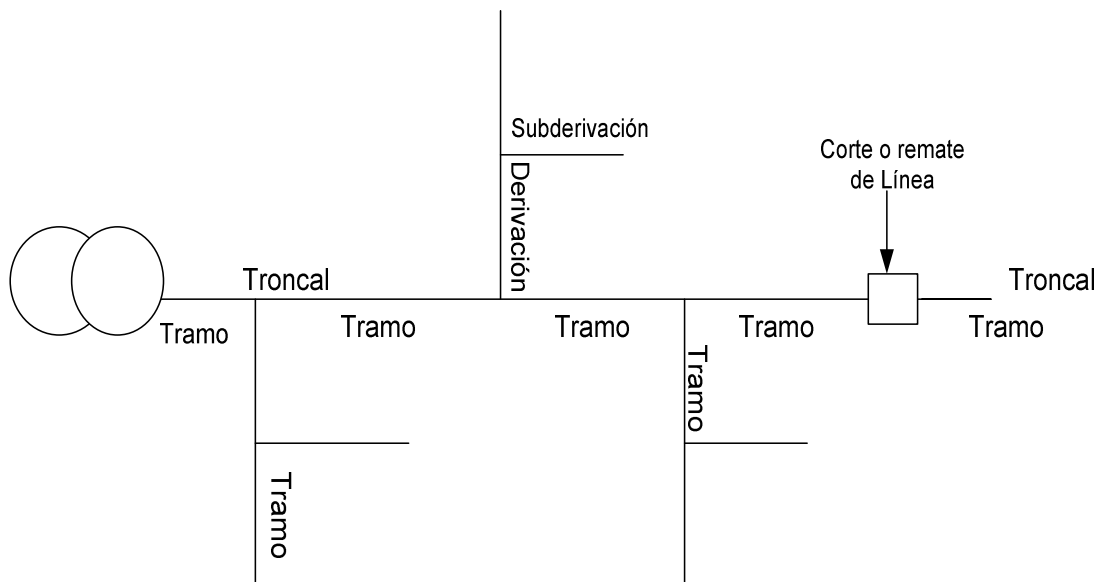 Subderivación
Derivación
Corte o remate
de Línea
Troncal
Troncal
Tramo
Tramo
Tramo
Tramo
Tramo
Tramo
Tramo